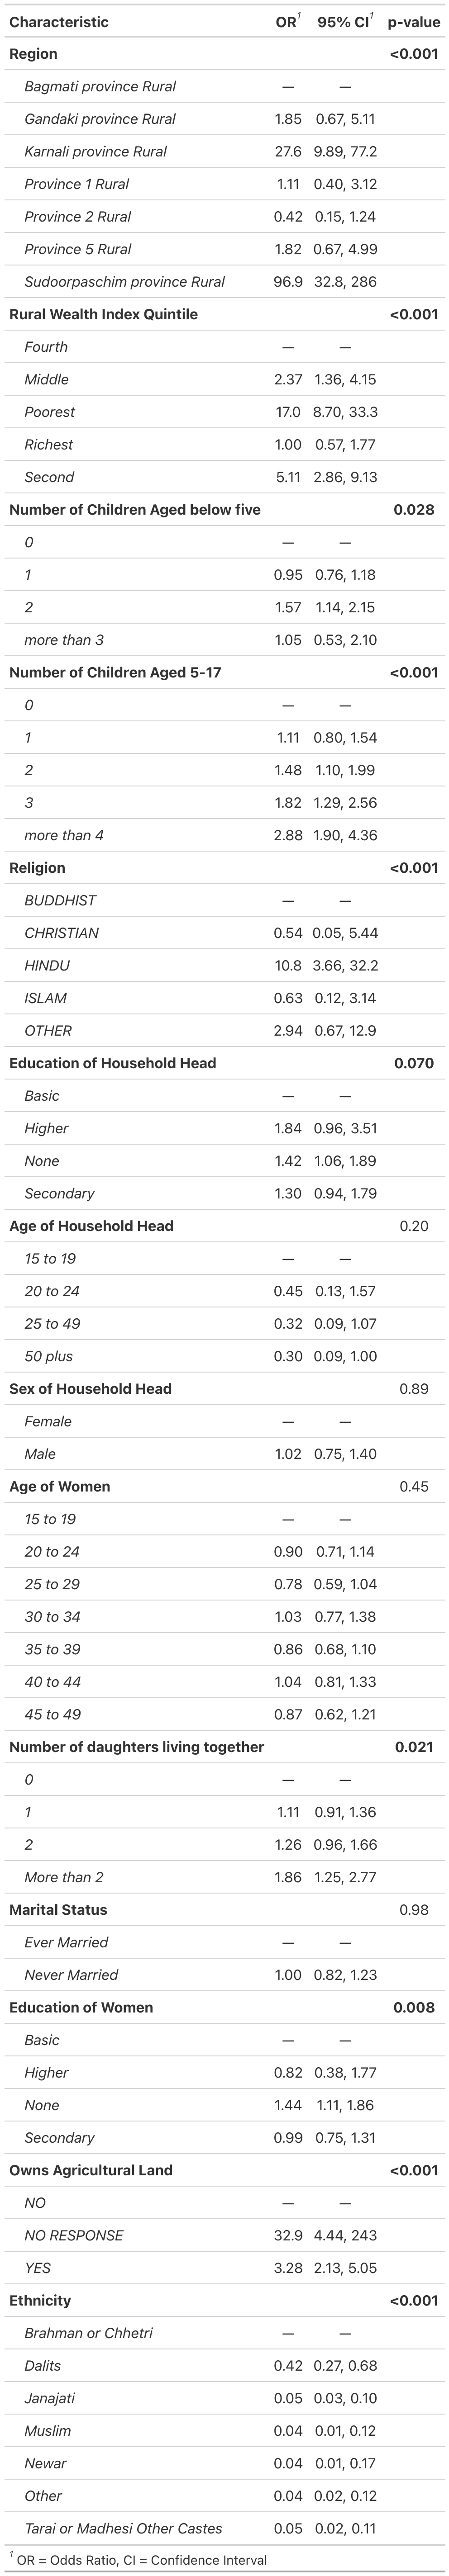 Characteristic OR1 95% CI1 p-value
Region <0.001
Bagmati province Rural — —
Gandaki province Rural 1.85 0.67, 5.11
Karnali province Rural 27.6 9.89, 77.2
Province 1 Rural 1.11 0.40, 3.12
Province 2 Rural 0.42 0.15, 1.24
Province 5 Rural 1.82 0.67, 4.99
Sudoorpaschim province Rural 96.9 32.8, 286
Rural Wealth Index Quintile <0.001
Fourth — —
Middle 2.37 1.36, 4.15
Poorest 17.0 8.70, 33.3
Richest 1.00 0.57, 1.77
Second 5.11 2.86, 9.13
Number of Children Aged below five 0.028
0 — —
1 0.95 0.76, 1.18
2 1.57 1.14, 2.15
more than 3 1.05 0.53, 2.10
Number of Children Aged 5-17 <0.001
0 — —
1 1.11 0.80, 1.54
2 1.48 1.10, 1.99
3 1.82 1.29, 2.56
more than 4 2.88 1.90, 4.36
Religion <0.001
BUDDHIST — —
CHRISTIAN 0.54 0.05, 5.44
HINDU 10.8 3.66, 32.2
ISLAM 0.63 0.12, 3.14
OTHER 2.94 0.67, 12.9
Education of Household Head 0.070
Basic — —
Higher 1.84 0.96, 3.51
None 1.42 1.06, 1.89
Secondary 1.30 0.94, 1.79
Age of Household Head 0.20
15 to 19 — —
20 to 24 0.45 0.13, 1.57
25 to 49 0.32 0.09, 1.07
50 plus 0.30 0.09, 1.00
Sex of Household Head 0.89
Female — —
Male 1.02 0.75, 1.40
Age of Women 0.45
15 to 19 — —
20 to 24 0.90 0.71, 1.14
25 to 29 0.78 0.59, 1.04
30 to 34 1.03 0.77, 1.38
35 to 39 0.86 0.68, 1.10
40 to 44 1.04 0.81, 1.33
45 to 49 0.87 0.62, 1.21
Number of daughters living together 0.021
0 — —
1 1.11 0.91, 1.36
2 1.26 0.96, 1.66
More than 2 1.86 1.25, 2.77
Marital Status 0.98
Ever Married — —
Never Married 1.00 0.82, 1.23
Education of Women 0.008
Basic — —
Higher 0.82 0.38, 1.77
None 1.44 1.11, 1.86
Secondary 0.99 0.75, 1.31
Owns Agricultural Land <0.001
NO — —
NO RESPONSE 32.9 4.44, 243
YES 3.28 2.13, 5.05
Ethnicity <0.001
Brahman or Chhetri — —
Dalits 0.42 0.27, 0.68
Janajati 0.05 0.03, 0.10
Muslim 0.04 0.01, 0.12
Newar 0.04 0.01, 0.17
Other 0.04 0.02, 0.12
Tarai or Madhesi Other Castes 0.05 0.02, 0.11
1 OR = Odds Ratio, CI = Confidence Interval